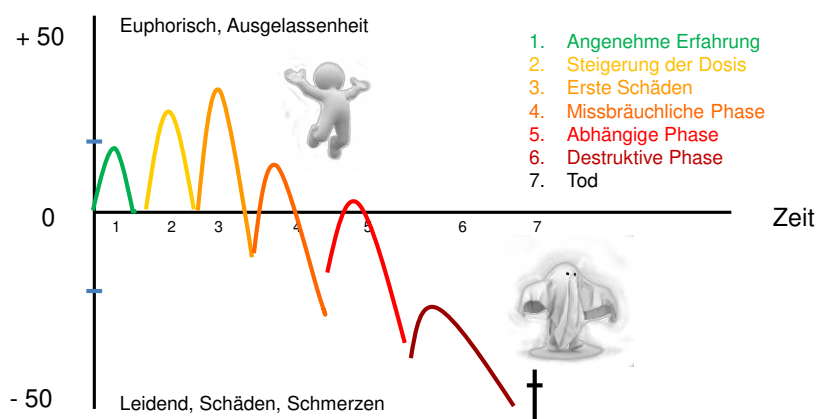 + 50
Euphorisch, Ausgelassenheit
1. Angenehme Erfahrung
2. Steigerung der Dosis
3. Erste Schäden
4. Missbräuchliche Phase
5. Abhängige Phase
6. Destruktive Phase
7. Tod
0
1 2 3 4 5 6 7
Zeit
- 50
Leidend, Schäden, Schmerzen